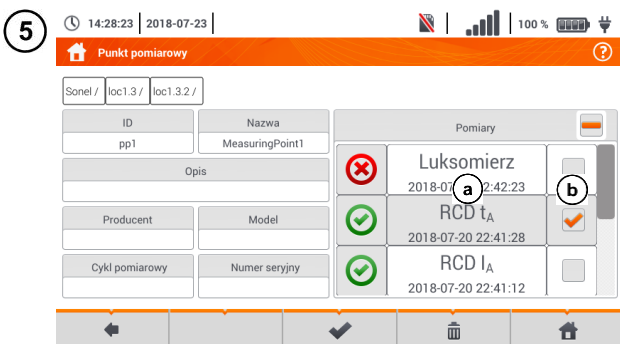 5
14:28:23 2018-07-23 100 %
Punkt pomiarowy ?
Sonel / loc1.3 / loc1.3.2 /
ID Nazwa
pp1 MeasuringPoint1
Opis
Producent Model
Cykl pomiarowy Numer seryjny
Pomiary
Luksomierz
2018-07 2:42:23
a b
RCD tA
2018-07-20 22:41:28
RCD IA
2018-07-20 22:41:12